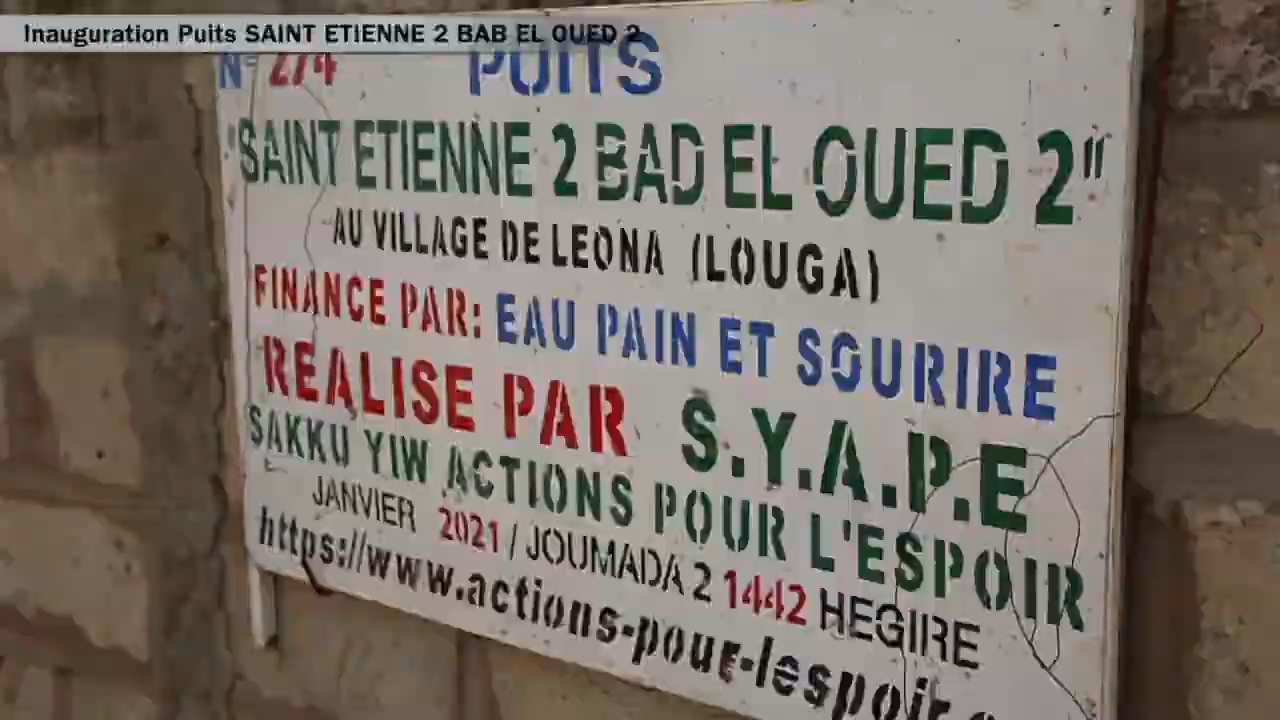 Inauguration Puits SAINT ETIENNE 2 BAB EL OUED 2
N° 274 PUITS
"SAINT ETIENNE 2 BAD EL OUED 2"
AU VILLAGE DE LEONA (LOUGA)
FINANCE PAR: EAU PAIN ET SOURIRE
REALISE PAR S.Y.A.P.E
SAKKU YIW ACTIONS POUR L'ESPOIR
JANVIER 2021 / JOUMADA 2 1442 HEGIIRE
https://www.actions-pour-lespoir.